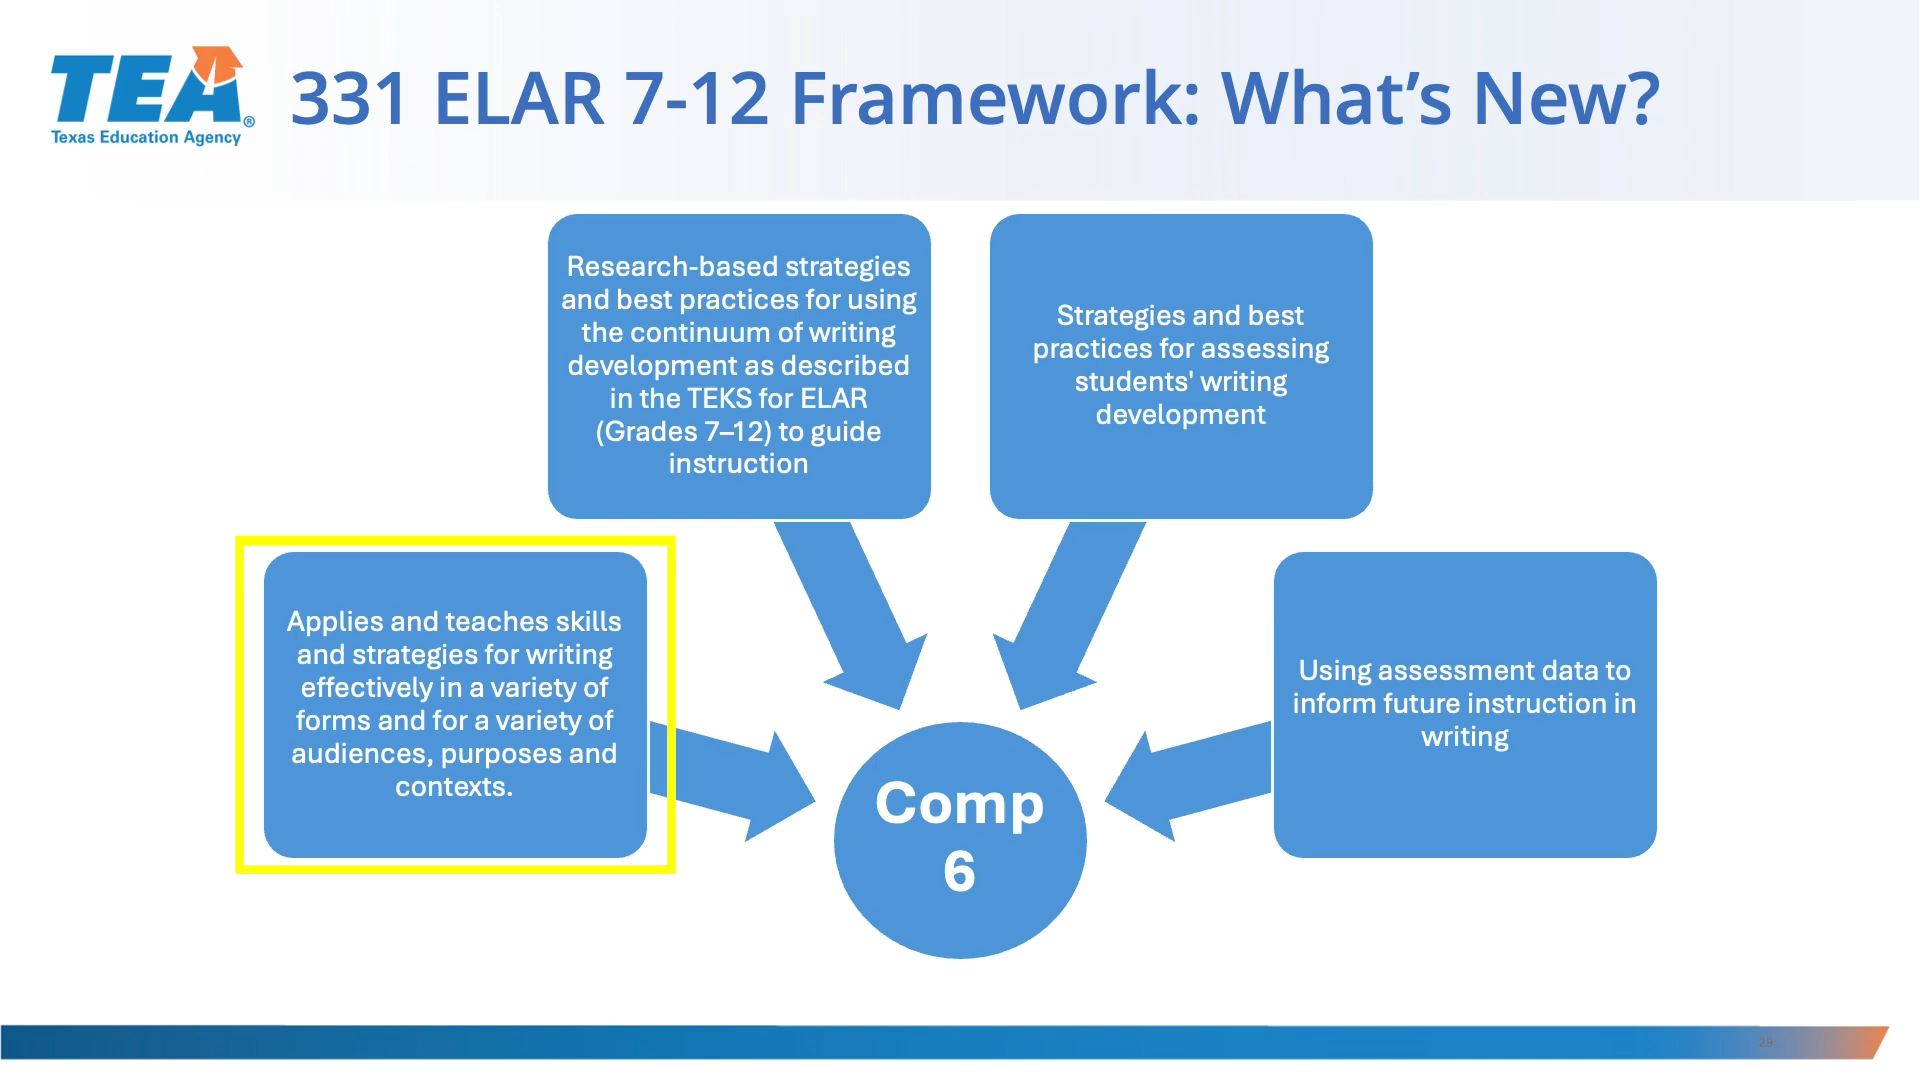 TEA®
Texas Education Agency
331 ELAR 7-12 Framework: What’s New?
Research-based strategies
and best practices for using
the continuum of writing
development as described
in the TEKS for ELAR
(Grades 7–12) to guide
instruction
Strategies and best
practices for assessing
students' writing
development
Applies and teaches skills
and strategies for writing
effectively in a variety of
forms and for a variety of
audiences, purposes and
contexts.
Using assessment data to
inform future instruction in
writing
Comp
6